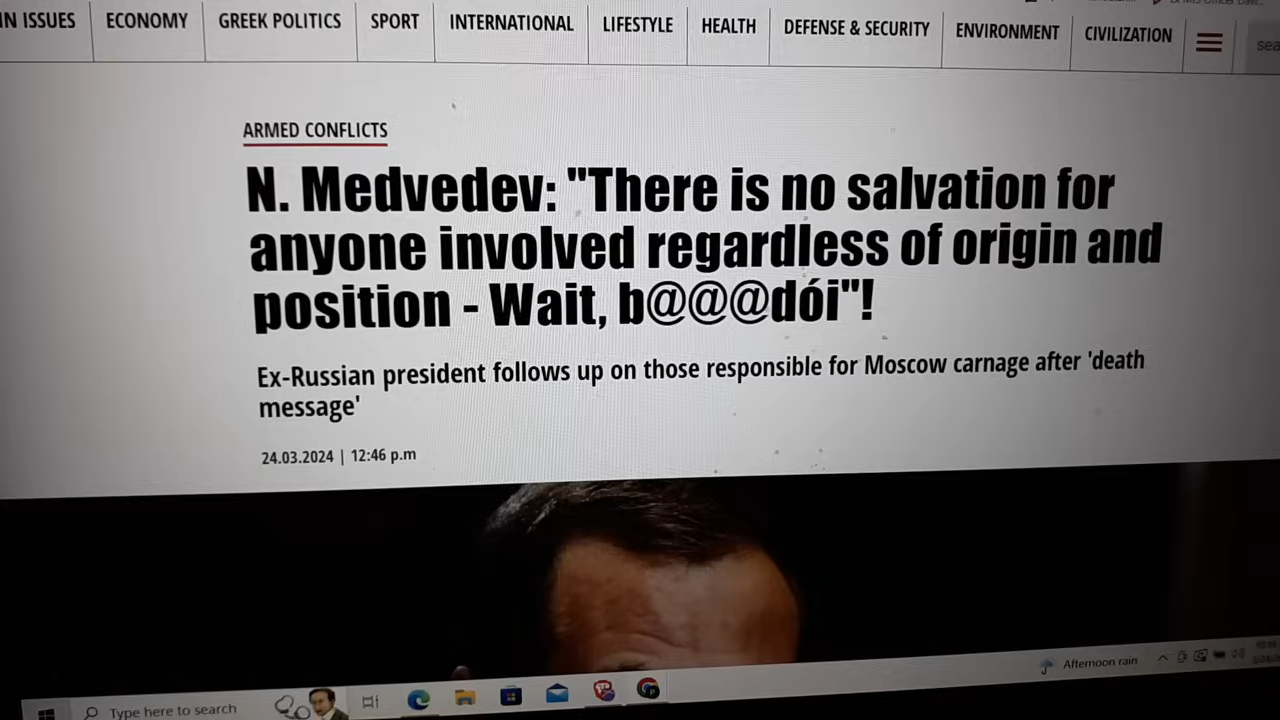 IN ISSUES
ECONOMY
GREEK POLITICS
SPORT
INTERNATIONAL
LIFESTYLE
HEALTH
DEFENSE & SECURITY
ENVIRONMENT
CIVILIZATION
sea
ARMED CONFLICTS
N. Medvedev: "There is no salvation for
anyone involved regardless of origin and
position - Wait, b@@@dói"!
Ex-Russian president follows up on those responsible for Moscow carnage after 'death
message'
24.03.2024 | 12:46 p.m
Type here to search
Afternoon rain